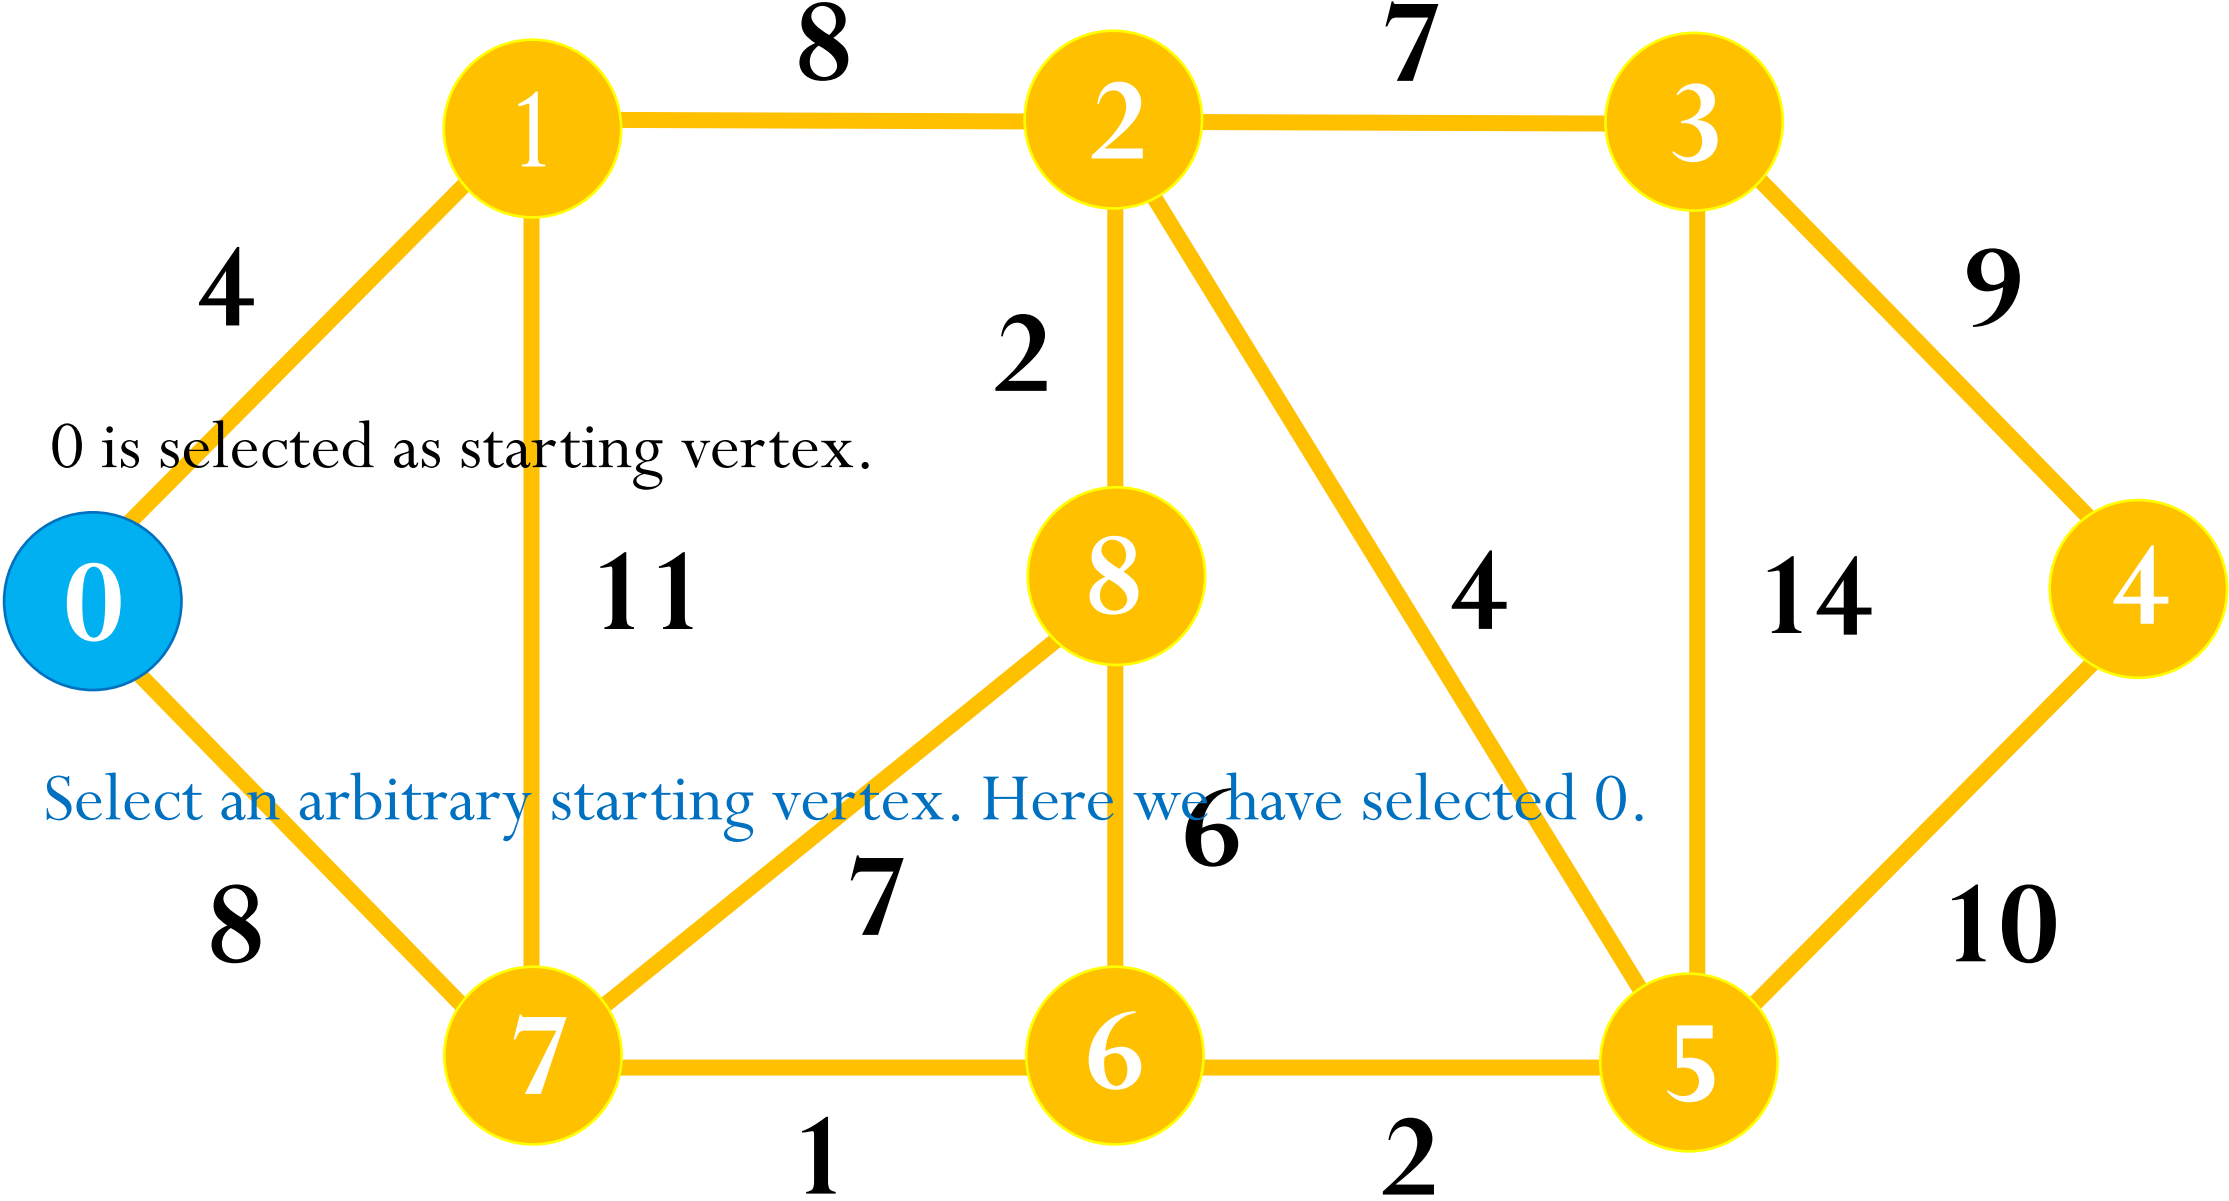 8 7
1 2 3
4 9
2
0 is selected as starting vertex.
0 11 8 4 14 4
Select an arbitrary starting vertex. Here we have selected 0.
6
7
8 10
7 6 5
1 2